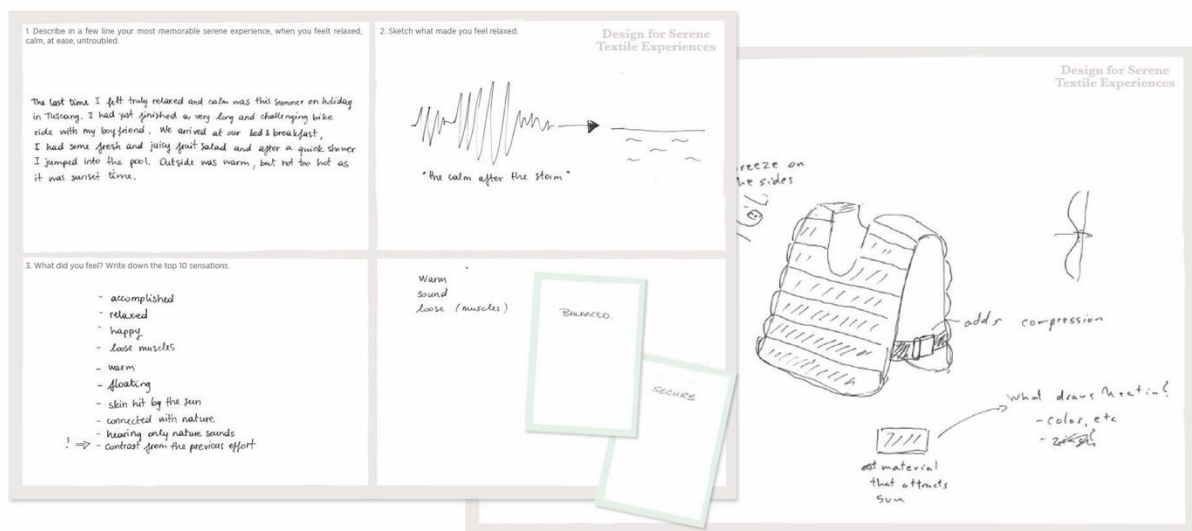 1. Describe in a few line your most memorable serene experience, when you feelt relaxed,
calm, at ease, untroubled.
The last time I felt truly relaxed and calm was this summer on holiday
in Tuscany. I had just finished a very long and challenging bike
ride with my boyfriend. We arrived at our bed & breakfast,
I had some fresh and juicy fruit salad and after a quick shower
I jumped into the pool. Outside was warm, but not too hot as
it was sunset time.
2. Sketch what made you feel relaxed.
Design for Serene
Textile Experiences
"the calm after the storm"
3. What did you feel? Write down the top 10 sensations.
- accomplished
- relaxed
- happy
- loose muscles
- warm
- floating
- skin hit by the sun
- connected with nature
- hearing only nature sounds
! ⇒ - contrast from the previous effort
Warm
sound
loose (muscles)
BALANCED.
SECURE
Design for Serene
Textile Experiences
reeze on
he sides
adds compression
what draws heat in?
- color, etc
-
material
that attracts
sun